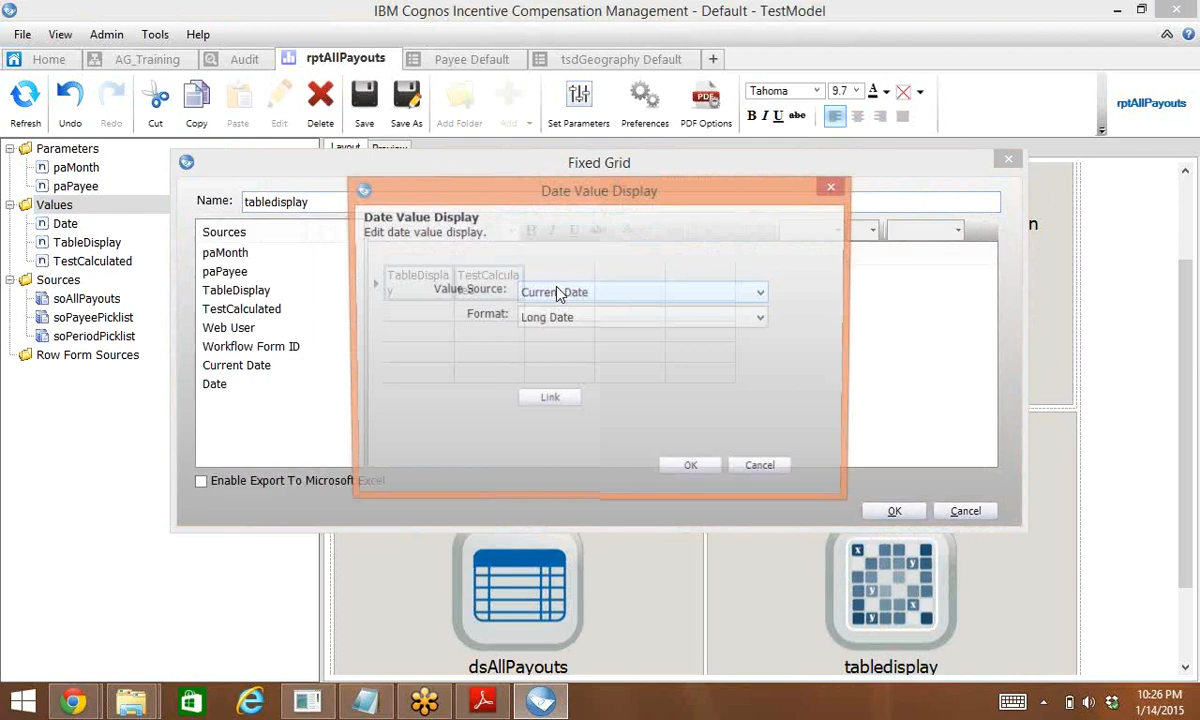 IBM Cognos Incentive Compensation Management - Default - TestModel
File View Admin Tools Help
Home AG_Training Audit rptAllPayouts Payee Default tsdGeography Default +
Refresh Undo Redo Cut Copy Paste Edit Delete Save Save As Add Folder Add Set Parameters Preferences PDF Options
Tahoma 9.7 A
B I U abc
rptAllPayouts
Layout Preview
Parameters
paMonth
paPayee
Values
Date
TableDisplay
TestCalculated
Sources
soAllPayouts
soPayeePicklist
soPeriodPicklist
Row Form Sources
Fixed Grid
Name: tabledisplay
Sources
paMonth
paPayee
TableDisplay
TestCalculated
Web User
Workflow Form ID
Current Date
Date
Enable Export To Microsoft Excel
OK Cancel
Date Value Display
Date Value Display
Edit date value display.
TableDispla
y
TestCalcula
Value Source: Current Date
Format: Long Date
Link
OK Cancel
n
dsAllPayouts
tabledisplay
10:26 PM
1/14/2015